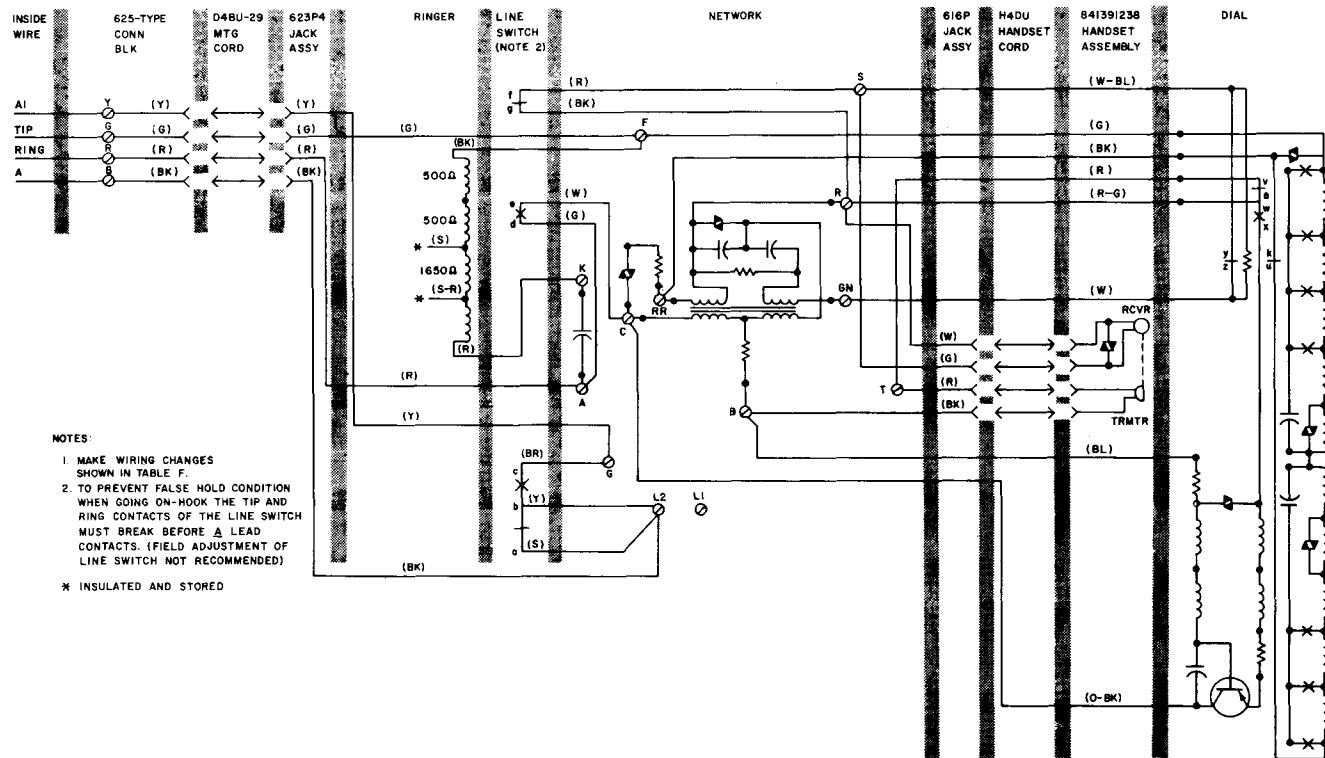 INSIDE WIRE
625-TYPE CONN BLK
D4BU-29 MTG CORD
623P4 JACK ASSY
RINGER
LINE SWITCH (NOTE 2)
NETWORK
616P JACK ASSY
H4DU HANDSET CORD
841391238 HANDSET ASSEMBLY
DIAL
A1 Y (Y) (Y)
TIP G (G) (G) (G)
RING R (R) (R)
A B (BK) (BK)
f (R) S (W-BL)
g (BK)
F (G)
(BK) (BK)
500Ω (R)
e (W) R (R-G)
500Ω
d (G)
* (S)
1650Ω K
* (S-R)
RR GN (W)
C
(R)
(R) A
(Y)
v
w
x
y
z
k
(W) RCVR
(G)
T (R)
B (BK) TRMTR
(BL)
(BR) G
c
b (Y) L2 L1
a (S)
(BK)
(O-BK)
NOTES:
1. MAKE WIRING CHANGES
SHOWN IN TABLE F.
2. TO PREVENT FALSE HOLD CONDITION
WHEN GOING ON-HOOK THE TIP AND
RING CONTACTS OF THE LINE SWITCH
MUST BREAK BEFORE A LEAD
CONTACTS. (FIELD ADJUSTMENT OF
LINE SWITCH NOT RECOMMENDED)
* INSULATED AND STORED